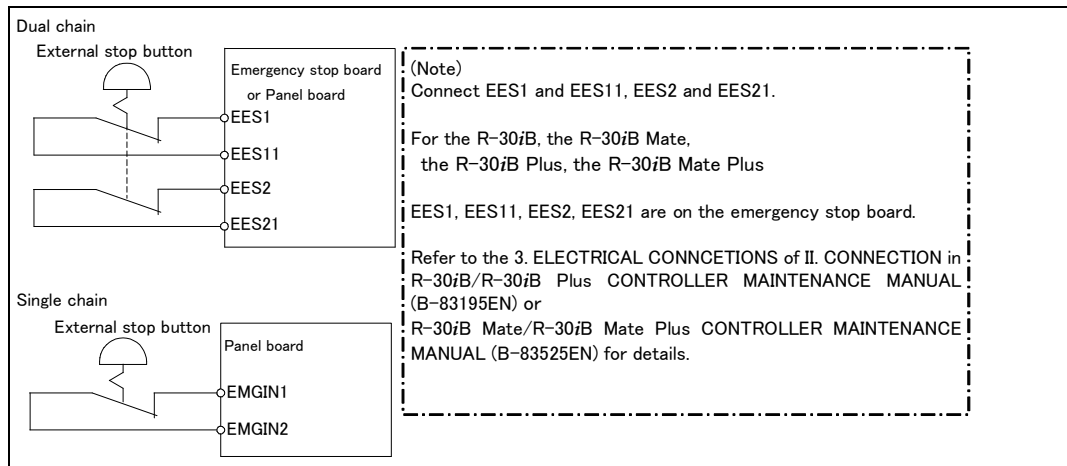 Dual chain
External stop button
Emergency stop board
or Panel board
EES1
EES11
EES2
EES21
Single chain
External stop button
Panel board
EMGIN1
EMGIN2
(Note)
Connect EES1 and EES11, EES2 and EES21.
For the R-30iB, the R-30iB Mate,
the R-30iB Plus, the R-30iB Mate Plus
EES1, EES11, EES2, EES21 are on the emergency stop board.
Refer to the 3. ELECTRICAL CONNCETIONS of II. CONNECTION in
R-30iB/R-30iB Plus CONTROLLER MAINTENANCE MANUAL
(B-83195EN) or
R-30iB Mate/R-30iB Mate Plus CONTROLLER MAINTENANCE
MANUAL (B-83525EN) for details.